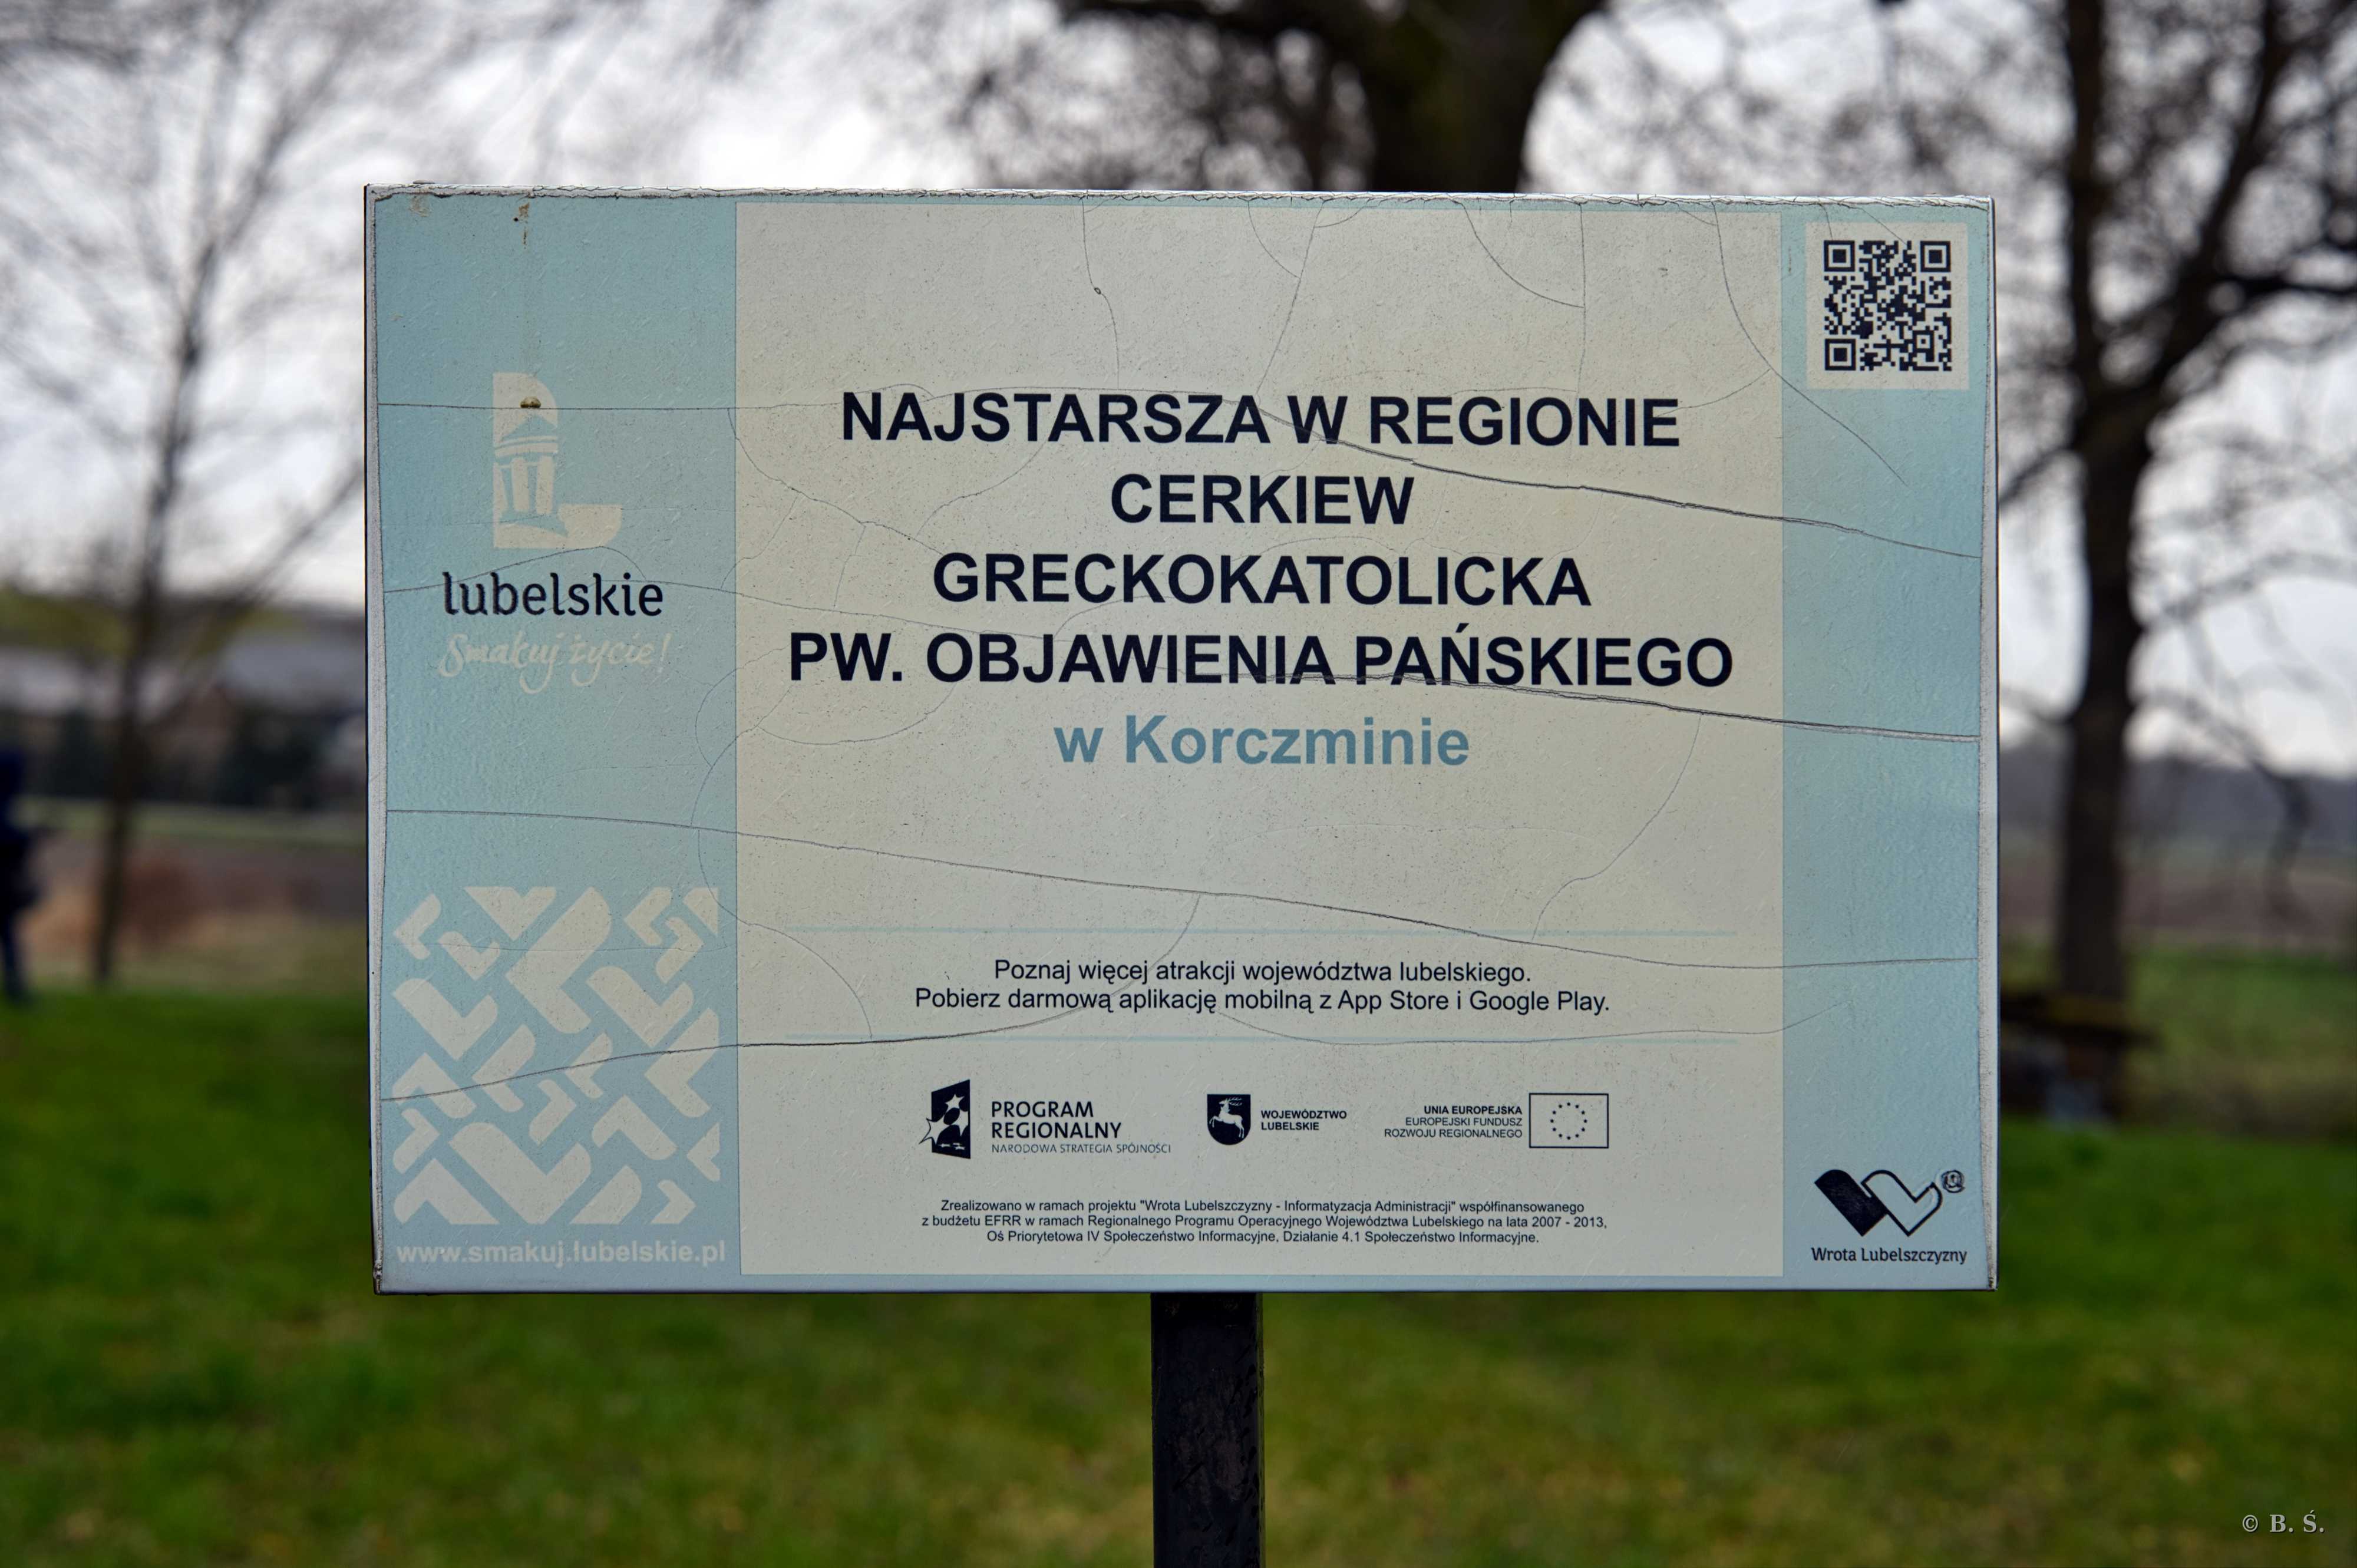 lubelskie
Smakuj życie!
www.smakuj.lubelskie.pl
NAJSTARSZA W REGIONIE
CERKIEW
GRECKOKATOLICKA
PW. OBJAWIENIA PAŃSKIEGO
w Korczminie
Poznaj więcej atrakcji województwa lubelskiego.
Pobierz darmową aplikację mobilną z App Store i Google Play.
PROGRAM
REGIONALNY
NARODOWA STRATEGIA SPÓJNOŚCI
WOJEWÓDZTWO
LUBELSKIE
UNIA EUROPEJSKA
EUROPEJSKI FUNDUSZ
ROZWOJU REGIONALNEGO
Zrealizowano w ramach projektu "Wrota Lubelszczyzny - Informatyzacja Administracji" współfinansowanego
z budżetu EFRR w ramach Regionalnego Programu Operacyjnego Województwa Lubelskiego na lata 2007 - 2013,
Oś Priorytetowa IV Społeczeństwo Informacyjne, Działanie 4.1 Społeczeństwo Informacyjne.
@
Wrota Lubelszczyzny
© B. Ś.